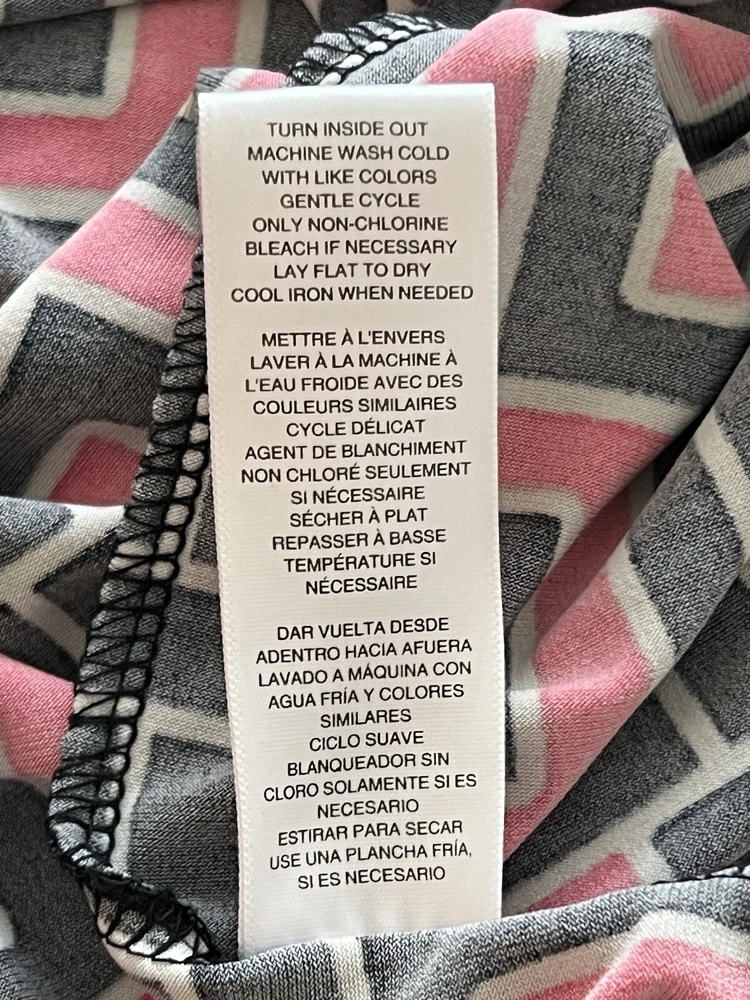 TURN INSIDE OUT
MACHINE WASH COLD
WITH LIKE COLORS
GENTLE CYCLE
ONLY NON-CHLORINE
BLEACH IF NECESSARY
LAY FLAT TO DRY
COOL IRON WHEN NEEDED
METTRE À L'ENVERS
LAVER À LA MACHINE À
L'EAU FROIDE AVEC DES
COULEURS SIMILAIRES
CYCLE DÉLICAT
AGENT DE BLANCHIMENT
NON CHLORÉ SEULEMENT
SI NÉCESSAIRE
SÉCHER À PLAT
REPASSER À BASSE
TEMPÉRATURE SI
NÉCESSAIRE
DAR VUELTA DESDE
ADENTRO HACIA AFUERA
LAVADO A MÁQUINA CON
AGUA FRÍA Y COLORES
SIMILARES
CICLO SUAVE
BLANQUEADOR SIN
CLORO SOLAMENTE SI ES
NECESARIO
ESTIRAR PARA SECAR
USE UNA PLANCHA FRÍA,
SI ES NECESARIO